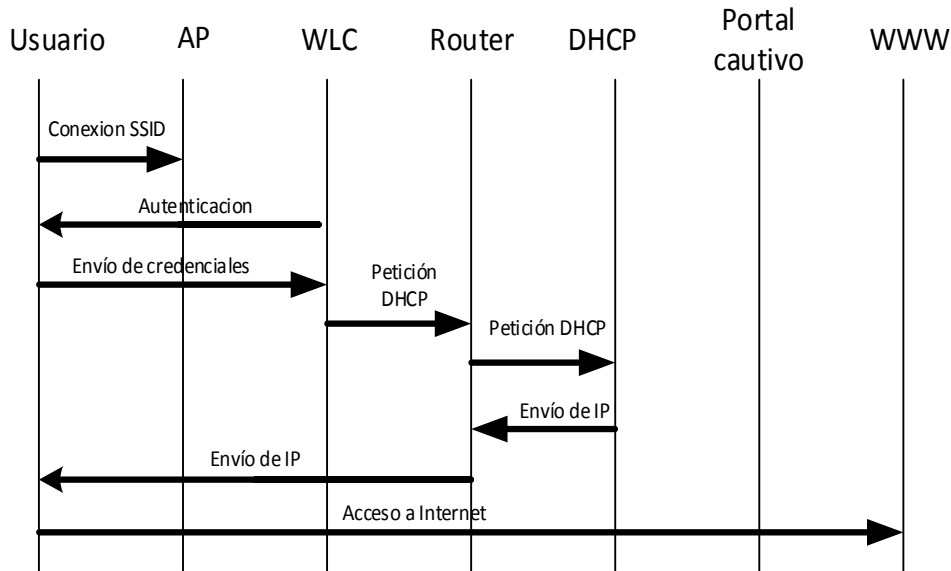 Usuario
AP
WLC
Router
DHCP
Portal
cautivo
WWW
Conexion SSID
Autenticacion
Envío de credenciales
Petición
DHCP
Petición DHCP
Envío de IP
Envío de IP
Acceso a Internet